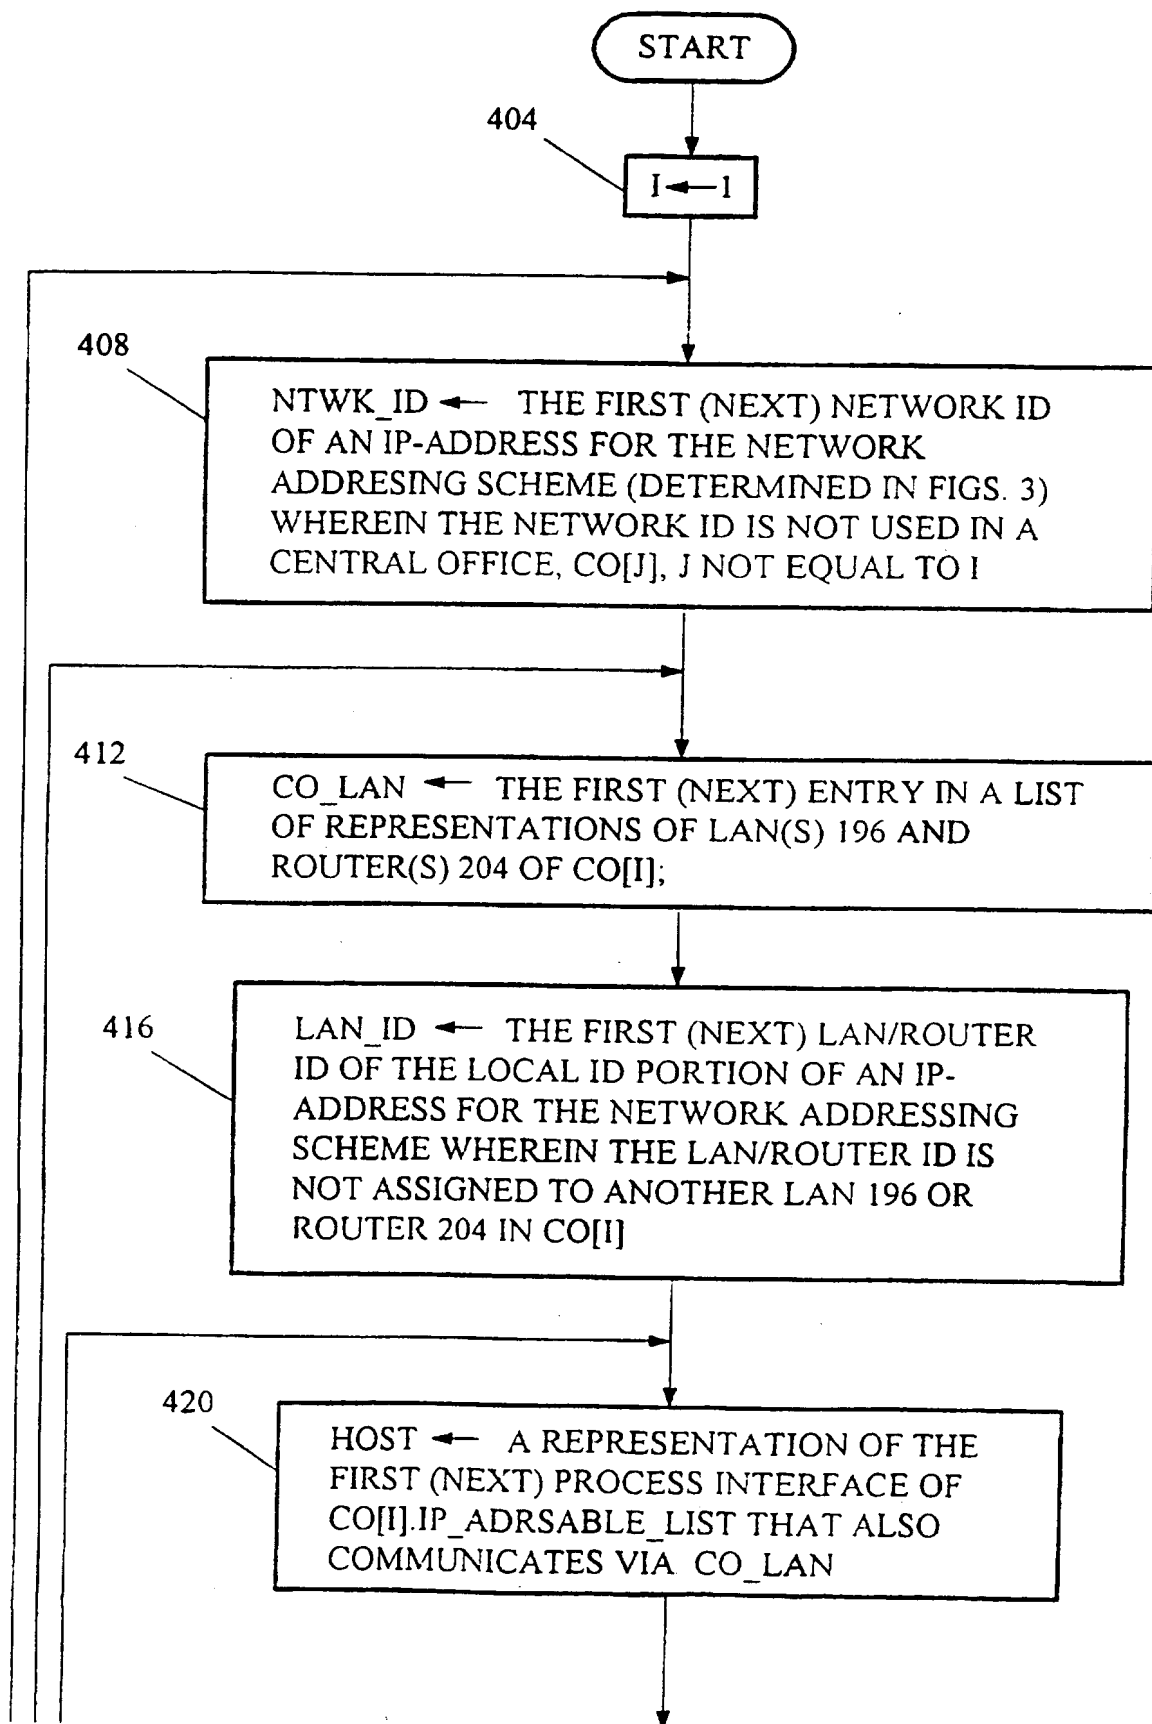 START
404
I ← 1
408
NTWK_ID ← THE FIRST (NEXT) NETWORK ID
OF AN IP-ADDRESS FOR THE NETWORK
ADDRESING SCHEME (DETERMINED IN FIGS. 3)
WHEREIN THE NETWORK ID IS NOT USED IN A
CENTRAL OFFICE, CO[J], J NOT EQUAL TO I
412
CO_LAN ← THE FIRST (NEXT) ENTRY IN A LIST
OF REPRESENTATIONS OF LAN(S) 196 AND
ROUTER(S) 204 OF CO[I];
416
LAN_ID ← THE FIRST (NEXT) LAN/ROUTER
ID OF THE LOCAL ID PORTION OF AN IP-
ADDRESS FOR THE NETWORK ADDRESSING
SCHEME WHEREIN THE LAN/ROUTER ID IS
NOT ASSIGNED TO ANOTHER LAN 196 OR
ROUTER 204 IN CO[I]
420
HOST ← A REPRESENTATION OF THE
FIRST (NEXT) PROCESS INTERFACE OF
CO[I].IP_ADRSABLE_LIST THAT ALSO
COMMUNICATES VIA CO_LAN